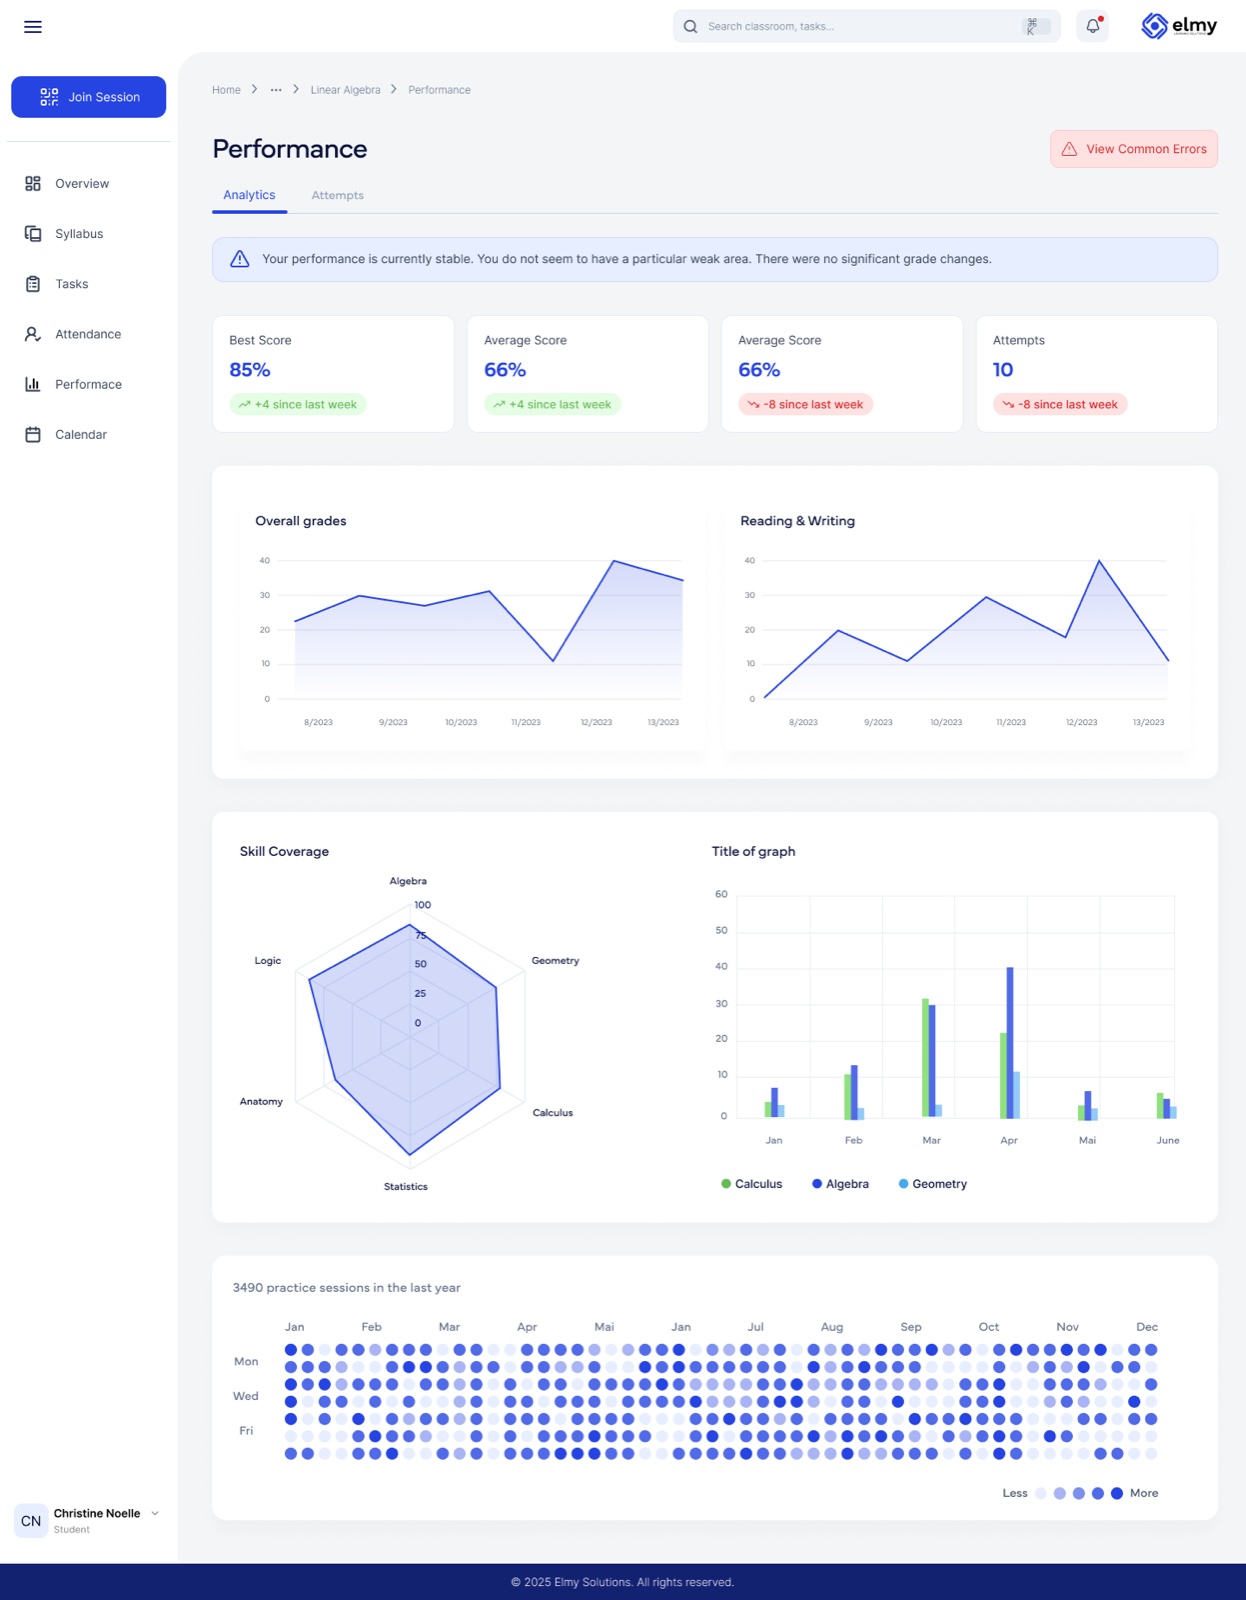 Search classroom, tasks...
⌘
K
elmy
Join Session
Overview
Syllabus
Tasks
Attendance
Performace
Calendar
Home > ··· > Linear Algebra > Performance
Performance
View Common Errors
Analytics
Attempts
Your performance is currently stable. You do not seem to have a particular weak area. There were no significant grade changes.
Best Score
85%
+4 since last week
Average Score
66%
+4 since last week
Average Score
66%
-8 since last week
Attempts
10
-8 since last week
Overall grades
40
30
20
10
0
8/2023 9/2023 10/2023 11/2023 12/2023 13/2023
Reading & Writing
40
30
20
10
0
8/2023 9/2023 10/2023 11/2023 12/2023 13/2023
Skill Coverage
Algebra
100
75
50
25
0
Logic
Geometry
Anatomy
Calculus
Statistics
Title of graph
60
50
40
30
20
10
0
Jan Feb Mar Apr Mai June
Calculus Algebra Geometry
3490 practice sessions in the last year
Jan Feb Mar Apr Mai Jan Jul Aug Sep Oct Nov Dec
Mon
Wed
Fri
Less More
CN
Christine Noelle
Student
© 2025 Elmy Solutions. All rights reserved.